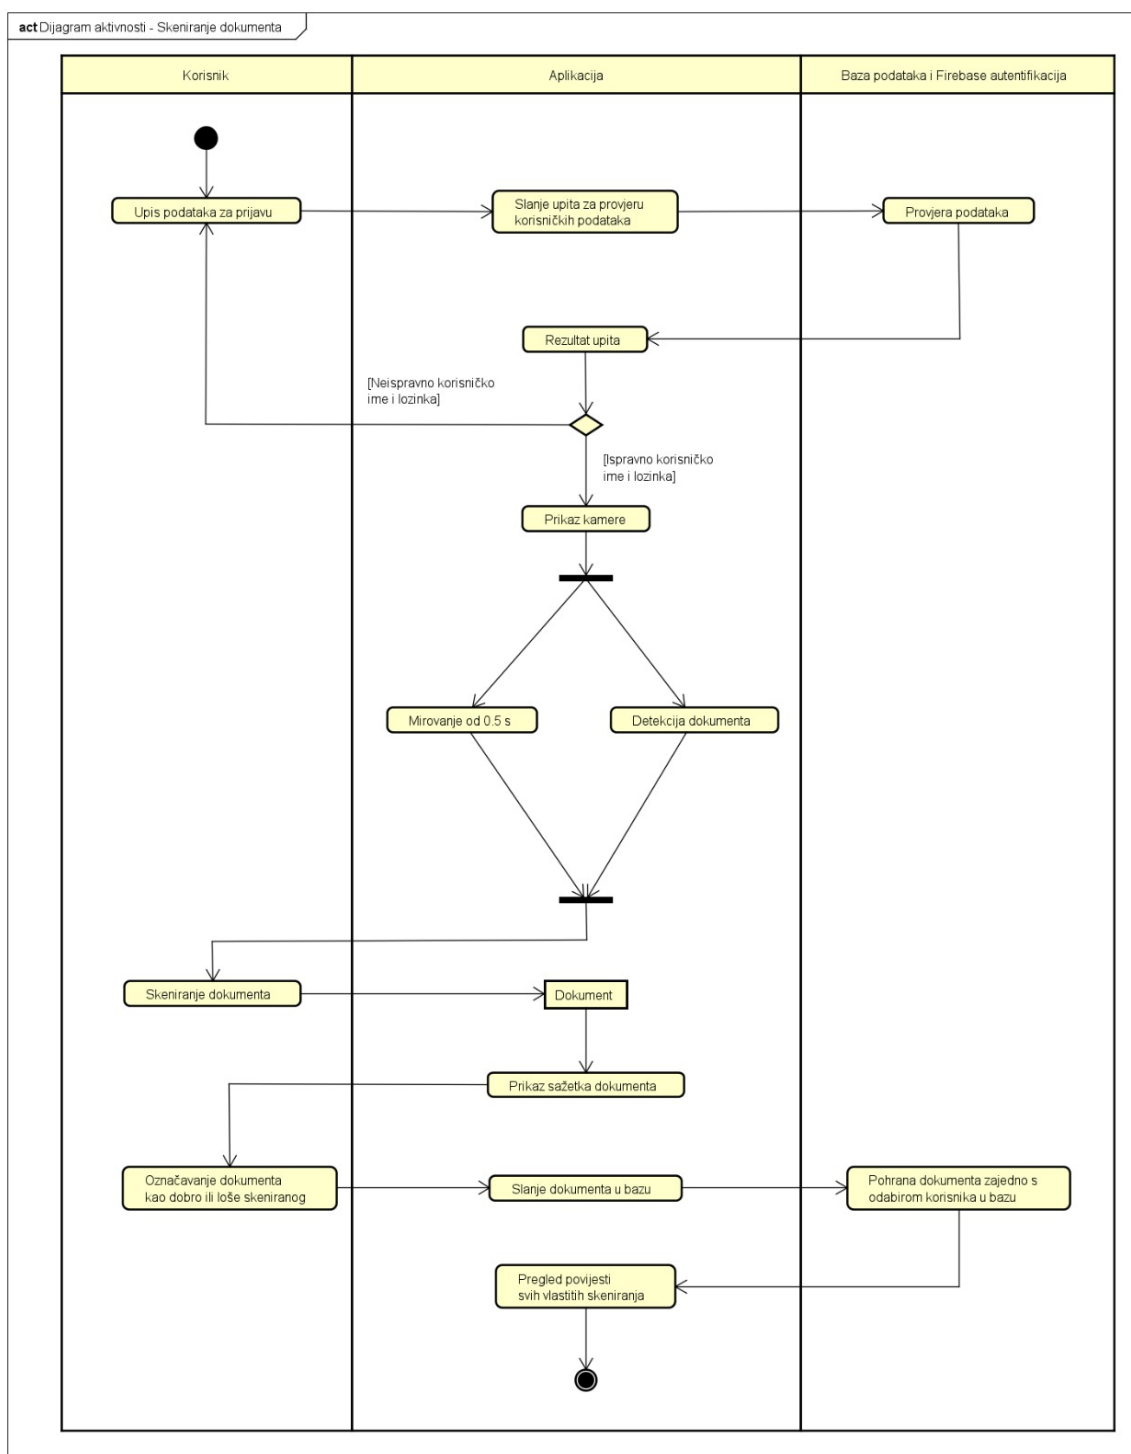 act Dijagram aktivnosti - Skeniranje dokumenta
Korisnik
Aplikacija
Baza podataka i Firebase autentifikacija
Upis podataka za prijavu
Slanje upita za provjeru
korisničkih podataka
Provjera podataka
Rezultat upita
[Neispravno korisničko
ime i lozinka]
[Ispravno korisničko
ime i lozinka]
Prikaz kamere
Mirovanje od 0.5 s
Detekcija dokumenta
Skeniranje dokumenta
Dokument
Prikaz sažetka dokumenta
Označavanje dokumenta
kao dobro ili loše skeniranog
Slanje dokumenta u bazu
Pohrana dokumenta zajedno s
odabirom korisnika u bazu
Pregled povijesti
svih vlastitih skeniranja